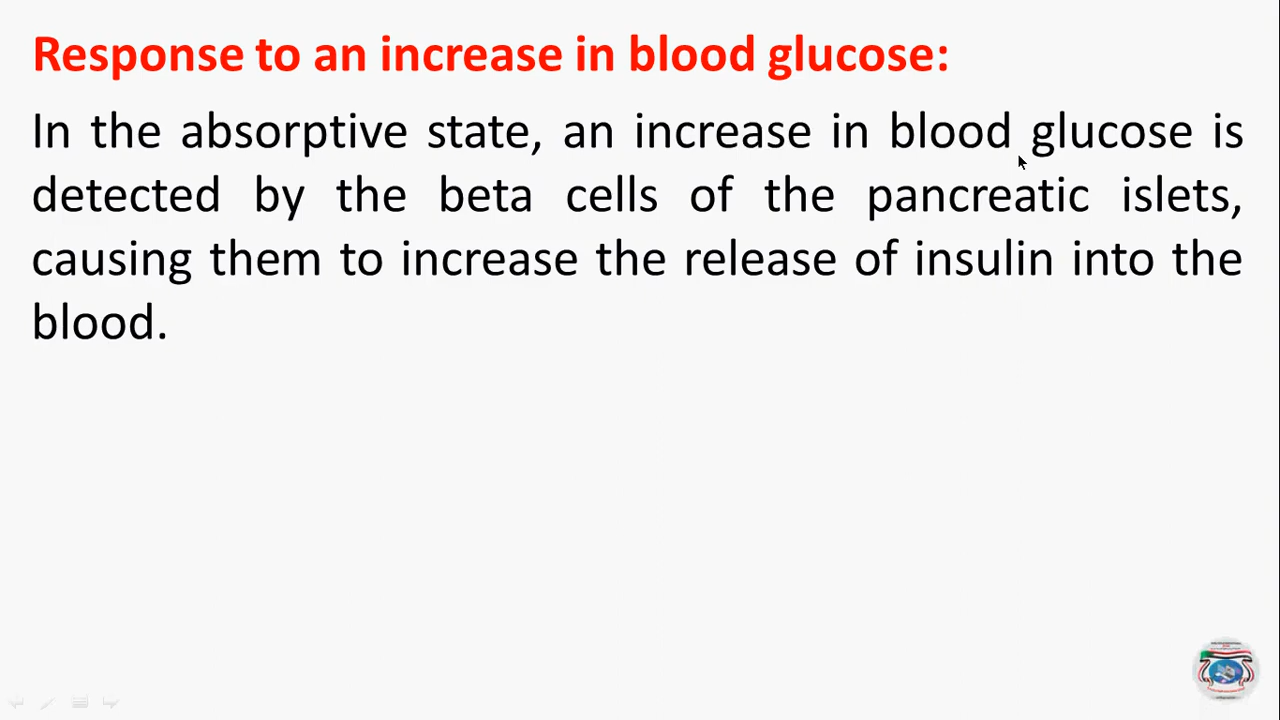 Response to an increase in blood glucose:
In the absorptive state, an increase in blood glucose is
detected by the beta cells of the pancreatic islets,
causing them to increase the release of insulin into the
blood.